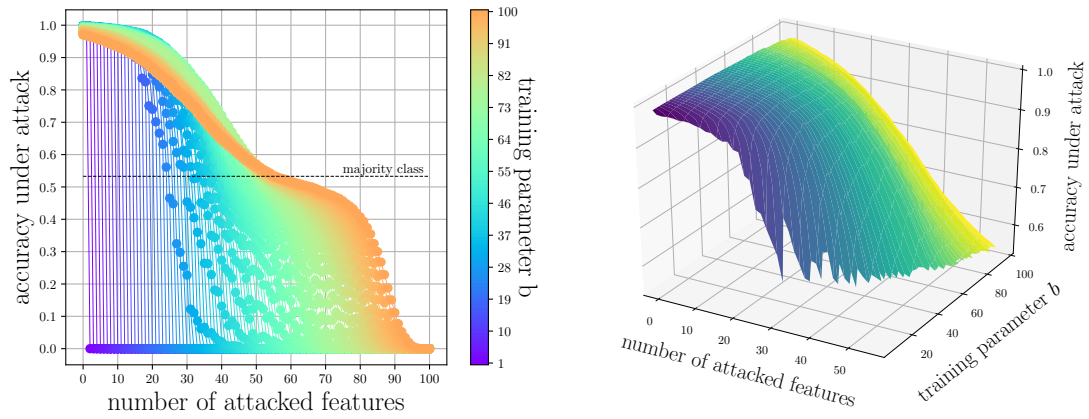 1.0
0.9
0.8
0.7
0.6
0.5
0.4
0.3
0.2
0.1
0.0
accuracy under attack
majority class
0 10 20 30 40 50 60 70 80 90 100
number of attacked features
100
91
82
73
64
55
46
37
28
19
10
1
training parameter b
1.0
0.9
0.8
0.7
0.6
accuracy under attack
0 10 20 30 40 50
number of attacked features
20 40 60 80 100
training parameter b